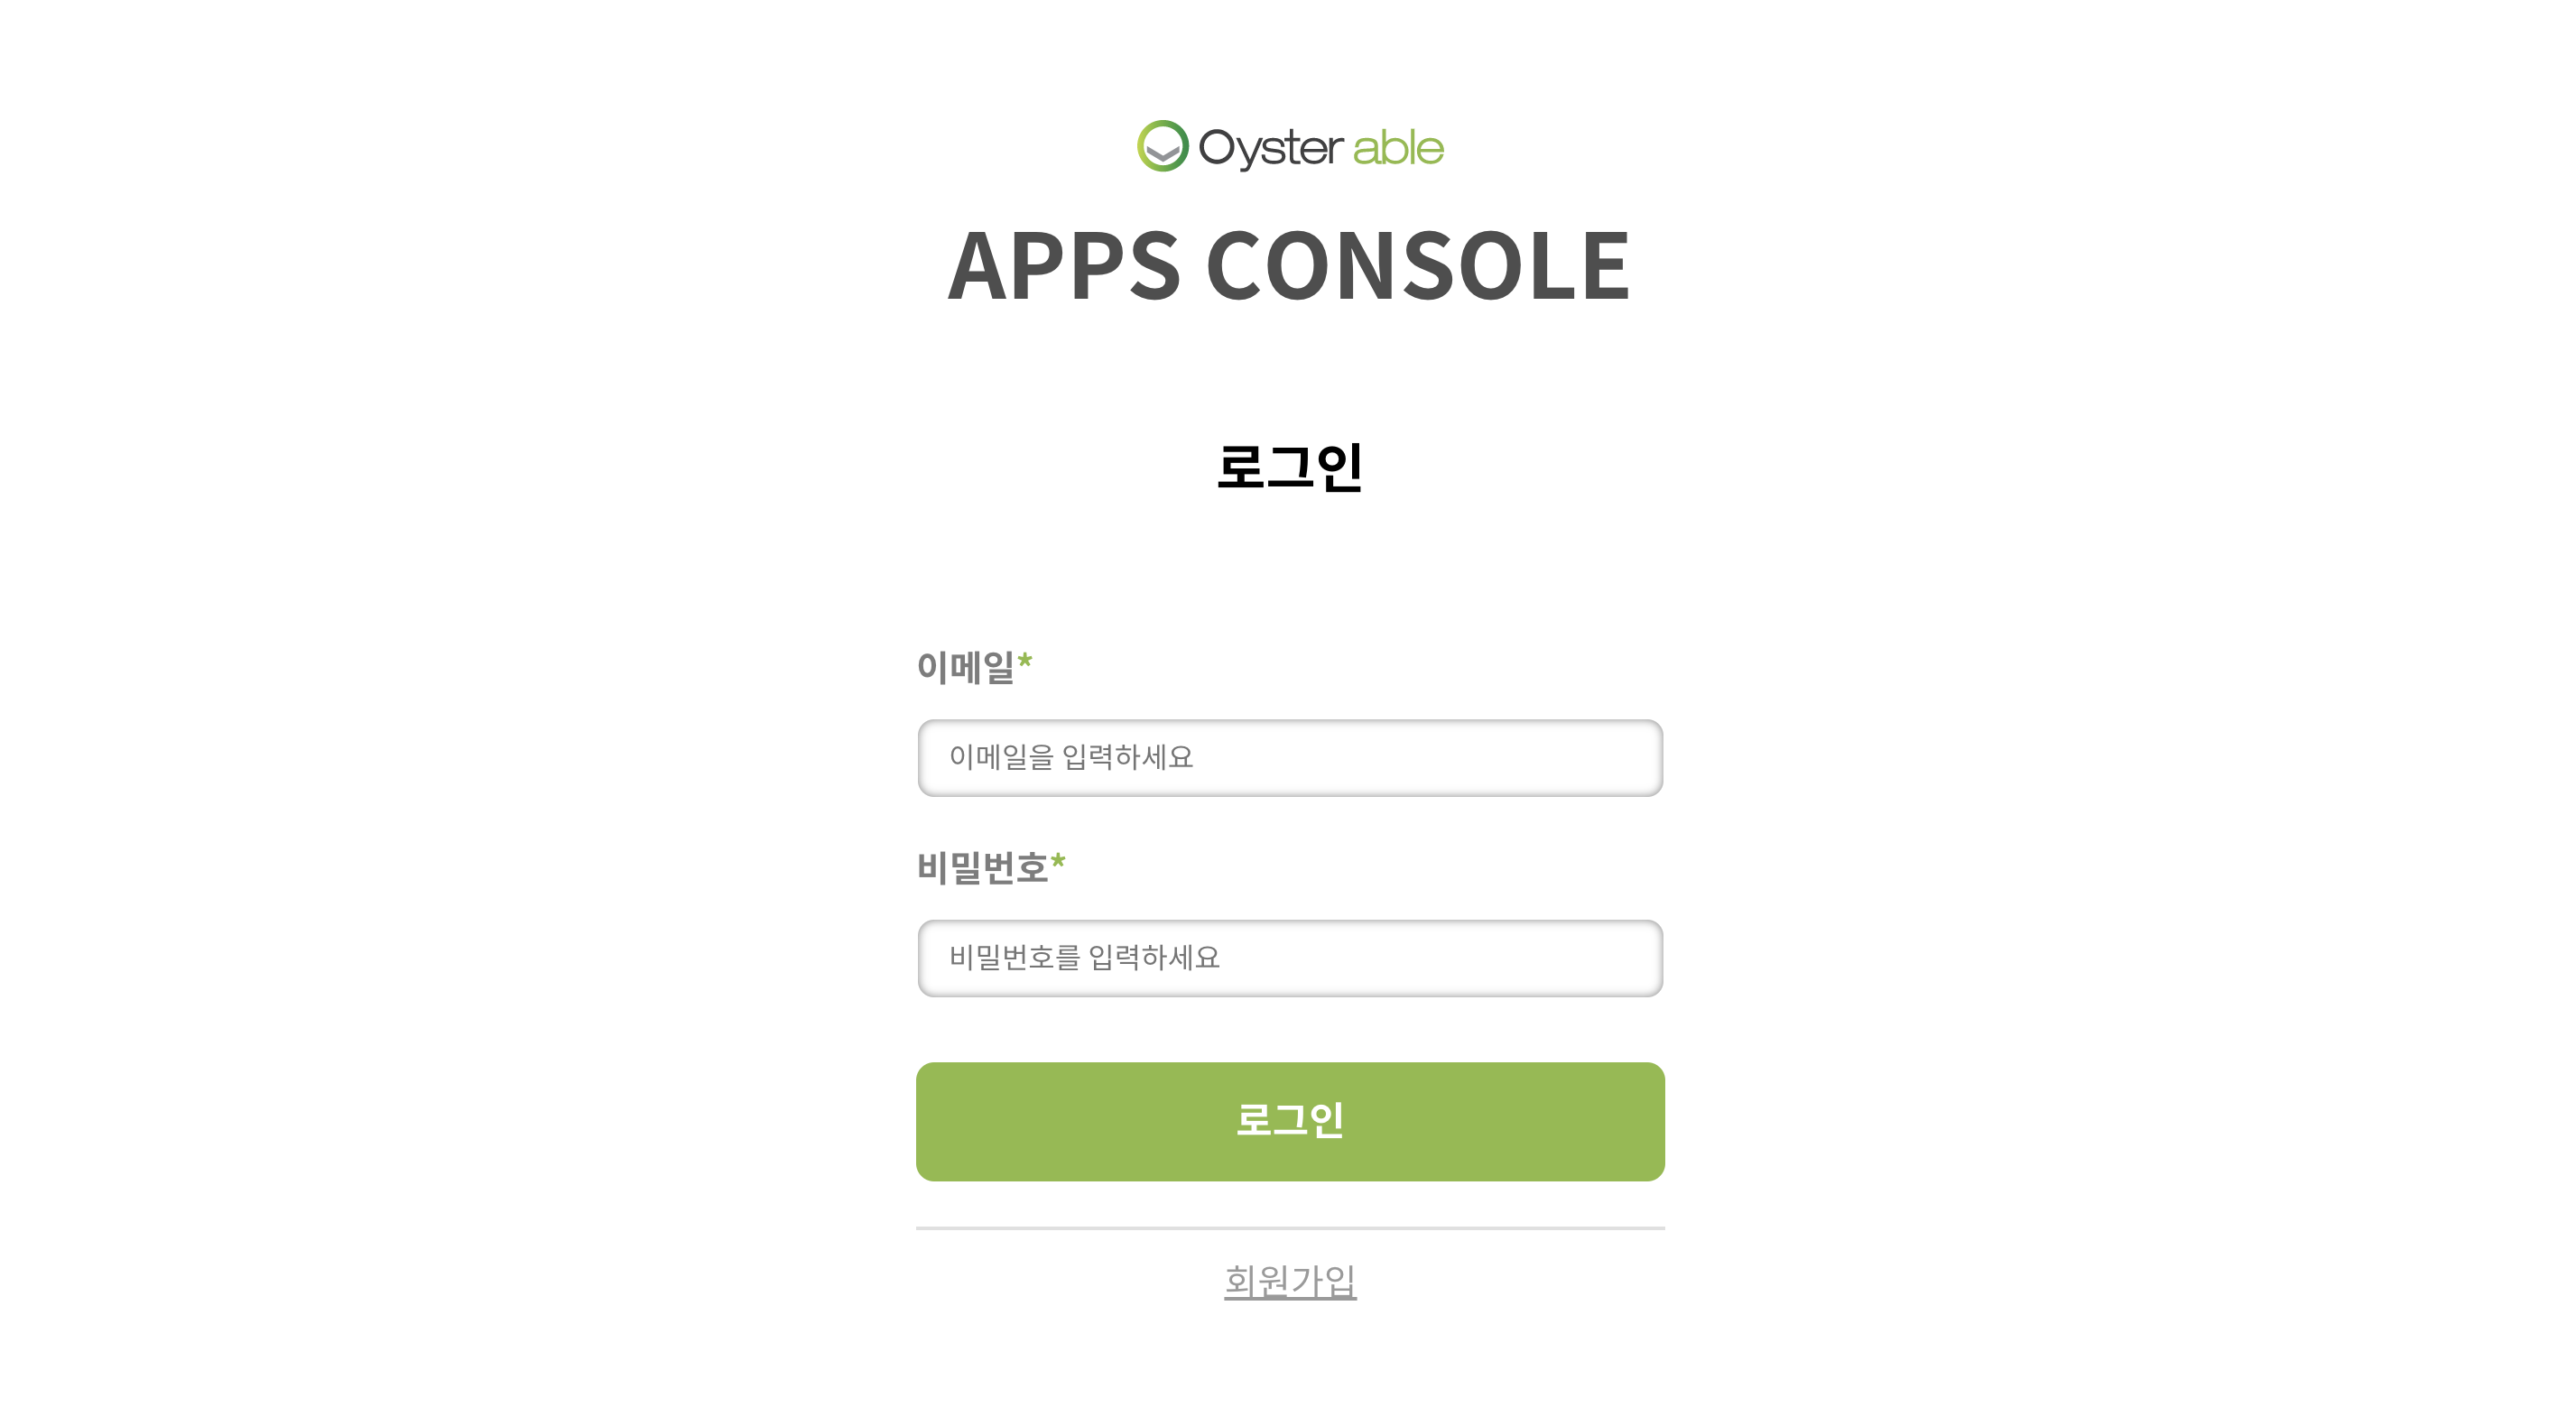 Oyster able
APPS CONSOLE
로그인
이메일*
이메일을 입력하세요
비밀번호*
비밀번호를 입력하세요
로그인
회원가입